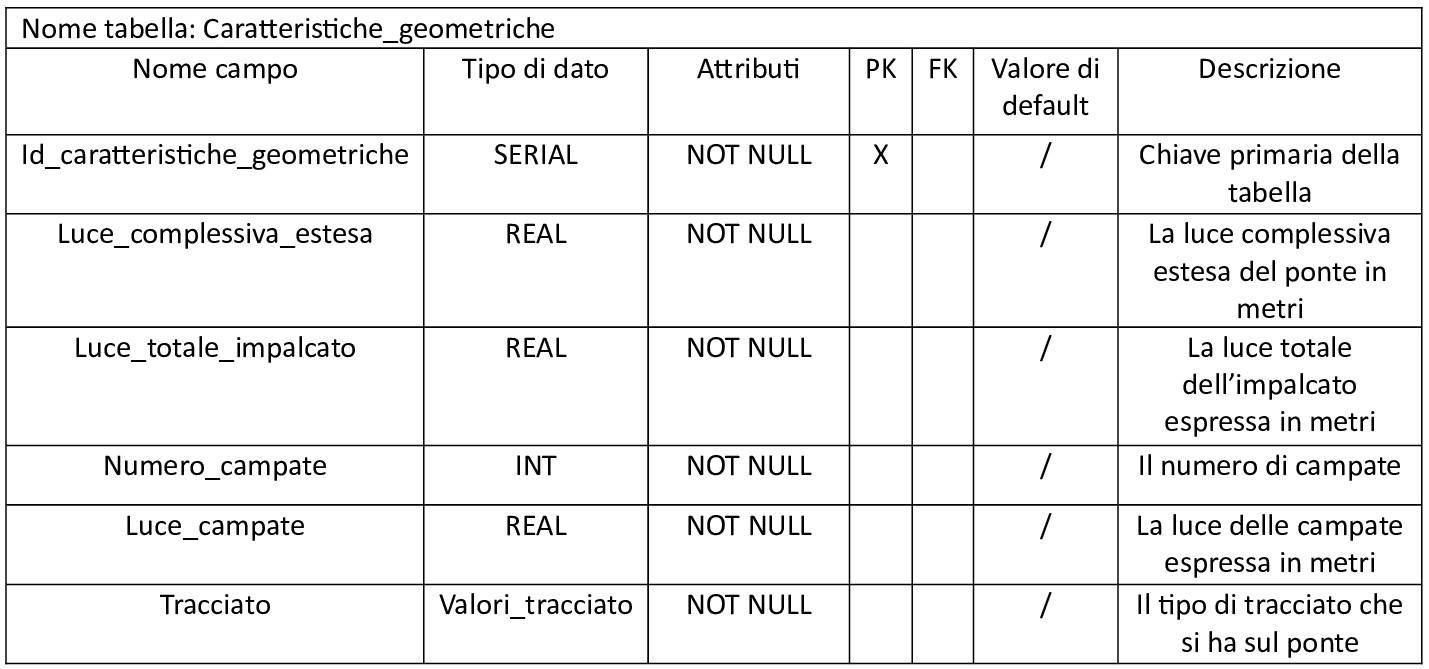 Nome tabella: Caratteristiche_geometriche
Nome campo Tipo di dato Attributi PK FK Valore di Descrizione
default
Id_caratteristiche_geometriche SERIAL NOT NULL X / Chiave primaria della
tabella
Luce_complessiva_estesa REAL NOT NULL / La luce complessiva
estesa del ponte in
metri
Luce_totale_impalcato REAL NOT NULL / La luce totale
dell’impalcato
espressa in metri
Numero_campate INT NOT NULL / Il numero di campate
Luce_campate REAL NOT NULL / La luce delle campate
espressa in metri
Tracciato Valori_tracciato NOT NULL / Il tipo di tracciato che
si ha sul ponte